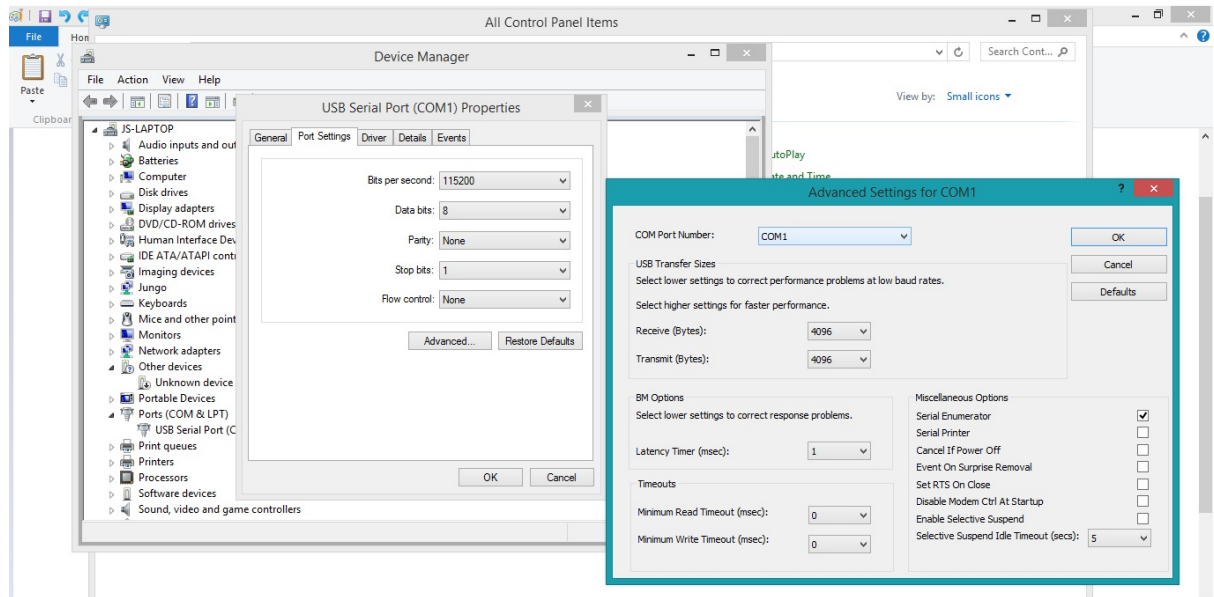 All Control Panel Items
File
Hon
Paste
Clipboar
Search Cont...
View by: Small icons
Device Manager
File Action View Help
JS-LAPTOP
Audio inputs and out
Batteries
Computer
Disk drives
Display adapters
DVD/CD-ROM drives
Human Interface Dev
IDE ATA/ATAPI conti
Imaging devices
Jungo
Keyboards
Mice and other point
Monitors
Network adapters
Other devices
Unknown device
Portable Devices
Ports (COM & LPT)
USB Serial Port (C
Print queues
Printers
Processors
Software devices
Sound, video and game controllers
USB Serial Port (COM1) Properties
General Port Settings Driver Details Events
Bits per second: 115200
Data bits: 8
Parity: None
Stop bits: 1
Flow control: None
Advanced... Restore Defaults
OK Cancel
utoPlay
ate and Time
Advanced Settings for COM1
COM Port Number: COM1
OK
Cancel
Defaults
USB Transfer Sizes
Select lower settings to correct performance problems at low baud rates.
Select higher settings for faster performance.
Receive (Bytes): 4096
Transmit (Bytes): 4096
BM Options
Select lower settings to correct response problems.
Latency Timer (msec): 1
Timeouts
Minimum Read Timeout (msec): 0
Minimum Write Timeout (msec): 0
Miscellaneous Options
Serial Enumerator
Serial Printer
Cancel If Power Off
Event On Surprise Removal
Set RTS On Close
Disable Modem Ctrl At Startup
Enable Selective Suspend
Selective Suspend Idle Timeout (secs): 5